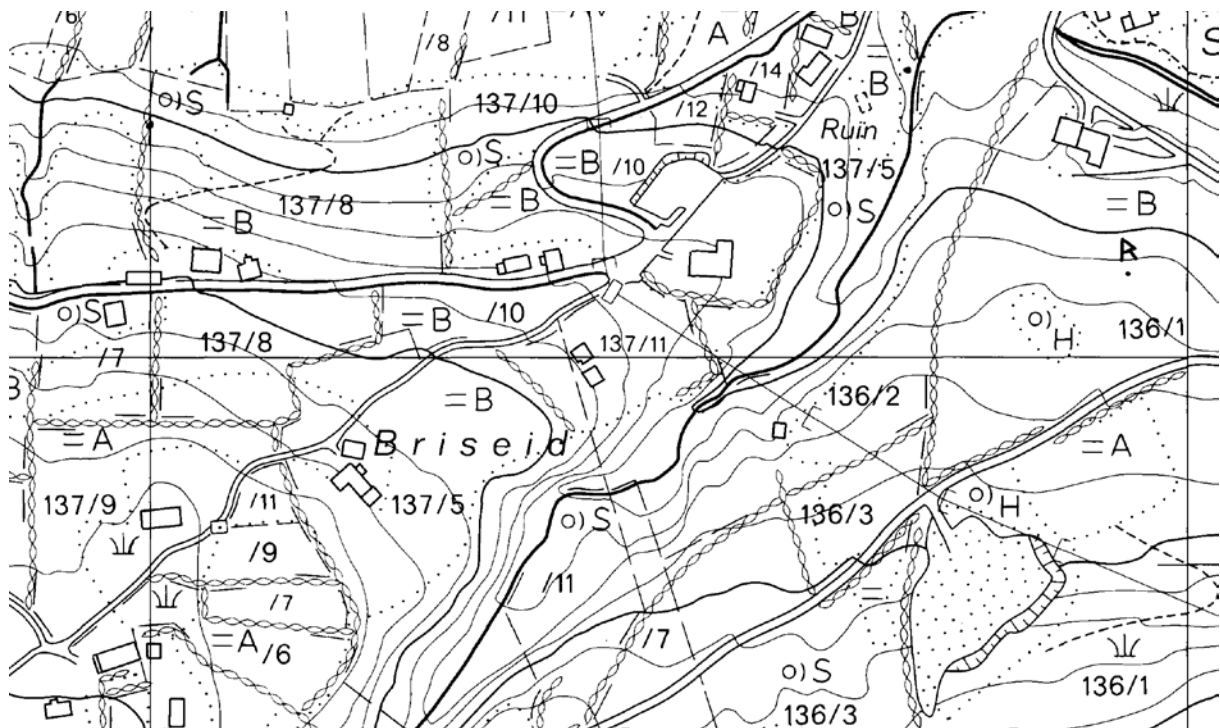 /6
/11
A
B
S
/8
/14
B
S
137/10
/12
Ruin
S
B
/10
137/5
137/8
B
B
S
B
R
S
137/8
B
/10
137/11
H
136/1
/7
B
B
136/2
A
Briseid
A
137/9
/11
137/5
S
136/3
H
/9
/11
/7
A
/6
/7
S
136/3
136/1